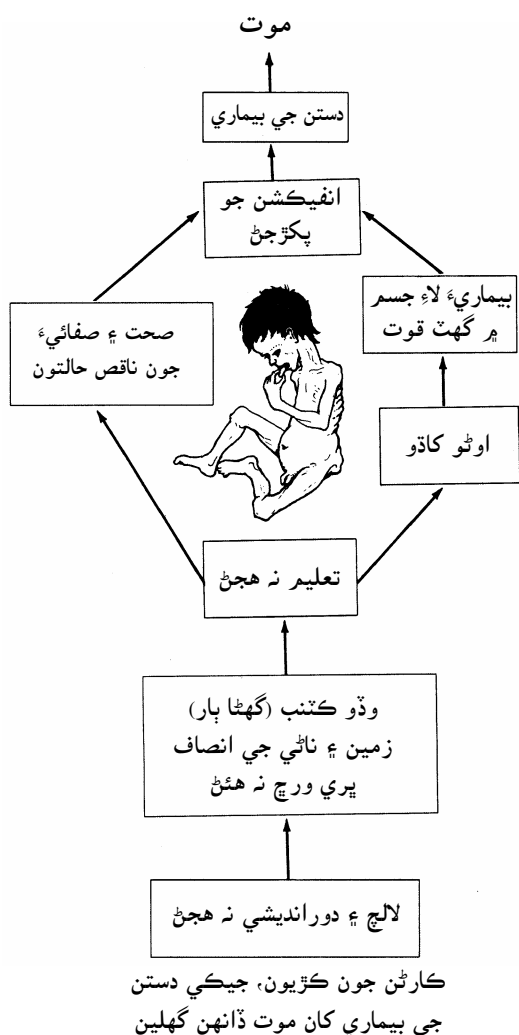 موت
دستن جي بيماري
انفيڪشن جو
پڪڙجڻ
بيماريءَ لاءِ جسم
۾ گهٽ قوت
صحت ۽ صفائيءَ
جون ناقص حالتون
اوڻو کاڌو
تعليم نہ هجڻ
وڏو ڪٽنب (گهڻا ٻار)
زمين ۽ ناڻي جي انصاف
ڀري ورڇ نہ هئڻ
لالچ ۽ دورانديشي نہ هجڻ
ڪارڻن جون ڪڙيون، جيڪي دستن
جي بيماري کان موت ڏانهن گهلين